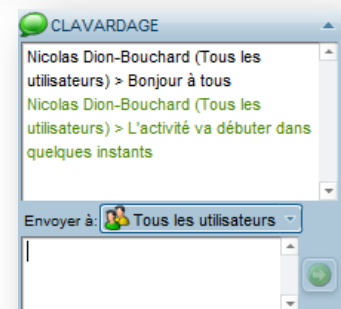 CLAVARDAGE
Nicolas Dion-Bouchard (Tous les
utilisateurs) > Bonjour à tous
Nicolas Dion-Bouchard (Tous les
utilisateurs) > L'activité va débuter dans
quelques instants
Envoyer à: Tous les utilisateurs